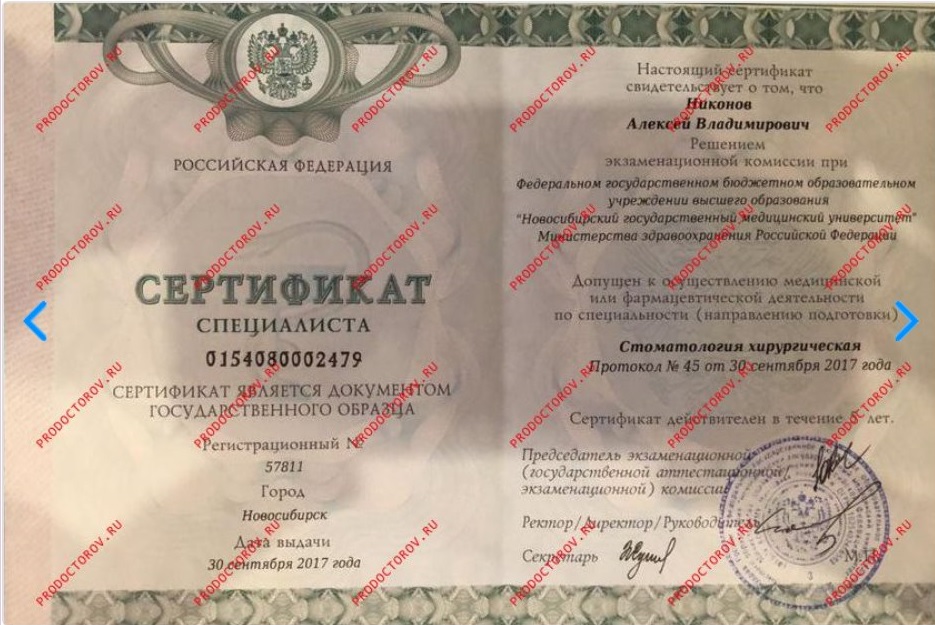 РОССИЙСКАЯ ФЕДЕРАЦИЯ
СЕРТИФИКАТ
СПЕЦИАЛИСТА
0154080002479
СЕРТИФИКАТ ЯВЛЯЕТСЯ ДОКУМЕНТОМ
ГОСУДАРСТВЕННОГО ОБРАЗЦА
Регистрационный №
57811
Город
Новосибирск
Дата выдачи
30 сентября 2017 года
Настоящий сертификат
свидетельствует о том, что
Никонов
Алексей Владимирович
Решением
экзаменационной комиссии при
Федеральном государственном бюджетном образовательном
учреждении высшего образования
"Новосибирский государственный медицинский университет"
Министерства здравоохранения Российской Федерации
Допущен к осуществлению медицинской
или фармацевтической деятельности
по специальности (направлению подготовки)
Стоматология хирургическая
Протокол № 45 от 30 сентября 2017 года
Сертификат действителен в течение 5 лет.
Председатель экзаменационной
(государственной аттестационной/
экзаменационной) комиссии
Ректор/Директор/Руководитель
Секретарь
М.П.
PRODOCTOROV.RU